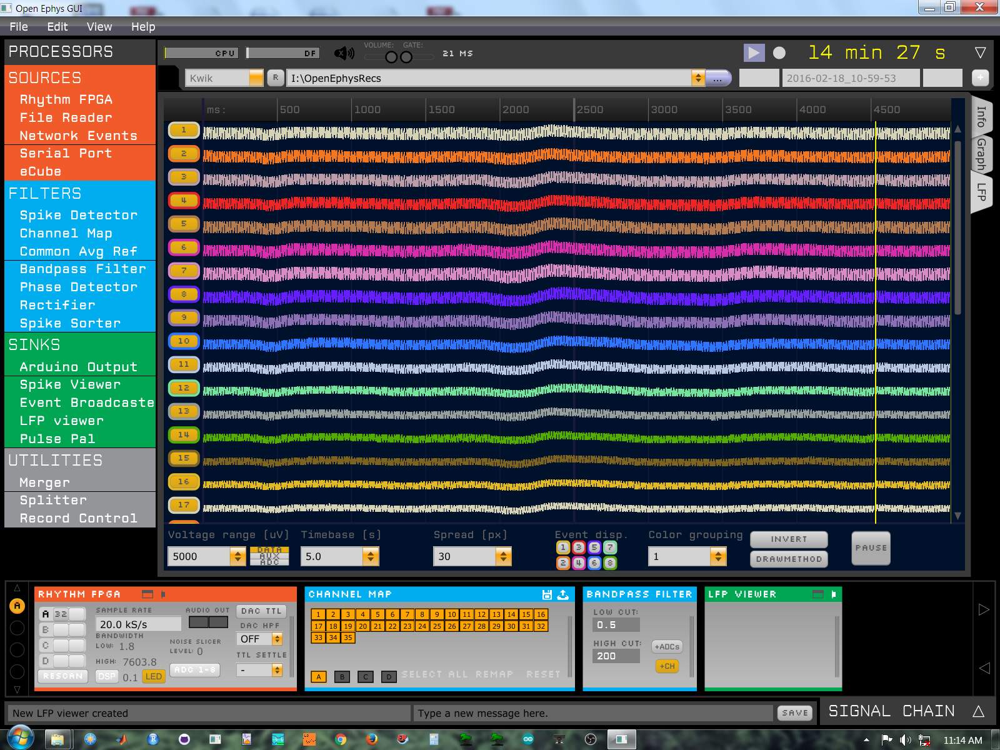 Open Ephys GUI
File Edit View Help
PROCESSORS
SOURCES
Rhythm FPGA
File Reader
Network Events
Serial Port
eCube
FILTERS
Spike Detector
Channel Map
Common Avg Ref
Bandpass Filter
Phase Detector
Rectifier
Spike Sorter
SINKS
Arduino Output
Spike Viewer
Event Broadcaste
LFP viewer
Pulse Pal
UTILITIES
Merger
Splitter
Record Control
CPU DF VOLUME: GATE: 21 MS 14 min 27 s
Kwik R I:\OpenEphysRecs ... 2016-02-18_10-59-53 +
Info
Graph
LFP
ms: 500 1000 1500 2000 2500 3000 3500 4000 4500
1
2
3
4
5
6
7
8
9
10
11
12
13
14
15
16
17
Voltage range (uV) Timebase (s) Spread (px) Event disp. Color grouping
5000 DATA AUX ADC 5.0 30 1
1 3 5 7
2 4 6 8
INVERT
DRAWMETHOD
PAUSE
A
RHYTHM FPGA
A 32
B
C
D
RESCAN
SAMPLE RATE
20.0 kS/s
BANDWIDTH
LOW: 1.8
HIGH: 7603.8
DSP 0.1 LED
AUDIO OUT
NOISE SLICER
LEVEL: 0
ADC 1-8
DAC TTL
DAC HPF
OFF
TTL SETTLE
-
CHANNEL MAP
1 2 3 4 5 6 7 8 9 10 11 12 13 14 15 16
17 18 19 20 21 22 23 24 25 26 27 28 29 30 31 32
33 34 35
A B C D SELECT ALL REMAP RESET
BANDPASS FILTER
LOW CUT:
0.5
HIGH CUT:
200
+ADCs
+CH
LFP VIEWER
New LFP viewer created
Type a new message here.
SAVE
SIGNAL CHAIN
11:14 AM